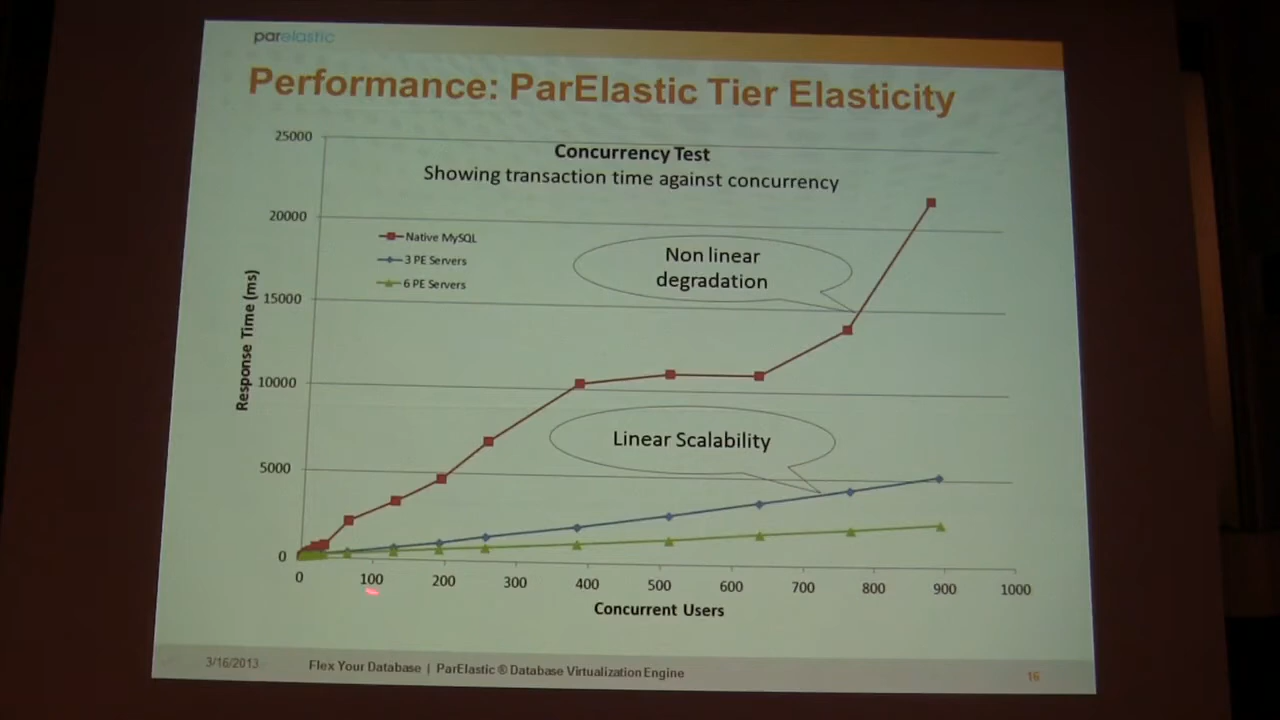 parelastic
Performance: ParElastic Tier Elasticity
25000
Concurrency Test
Showing transaction time against concurrency
20000
Native MySQL
3 PE Servers
6 PE Servers
Non linear
degradation
15000
Response Time (ms)
10000
Linear Scalability
5000
0
0 100 200 300 400 500 600 700 800 900 1000
Concurrent Users
3/16/2013 Flex Your Database | ParElastic ® Database Virtualization Engine 16